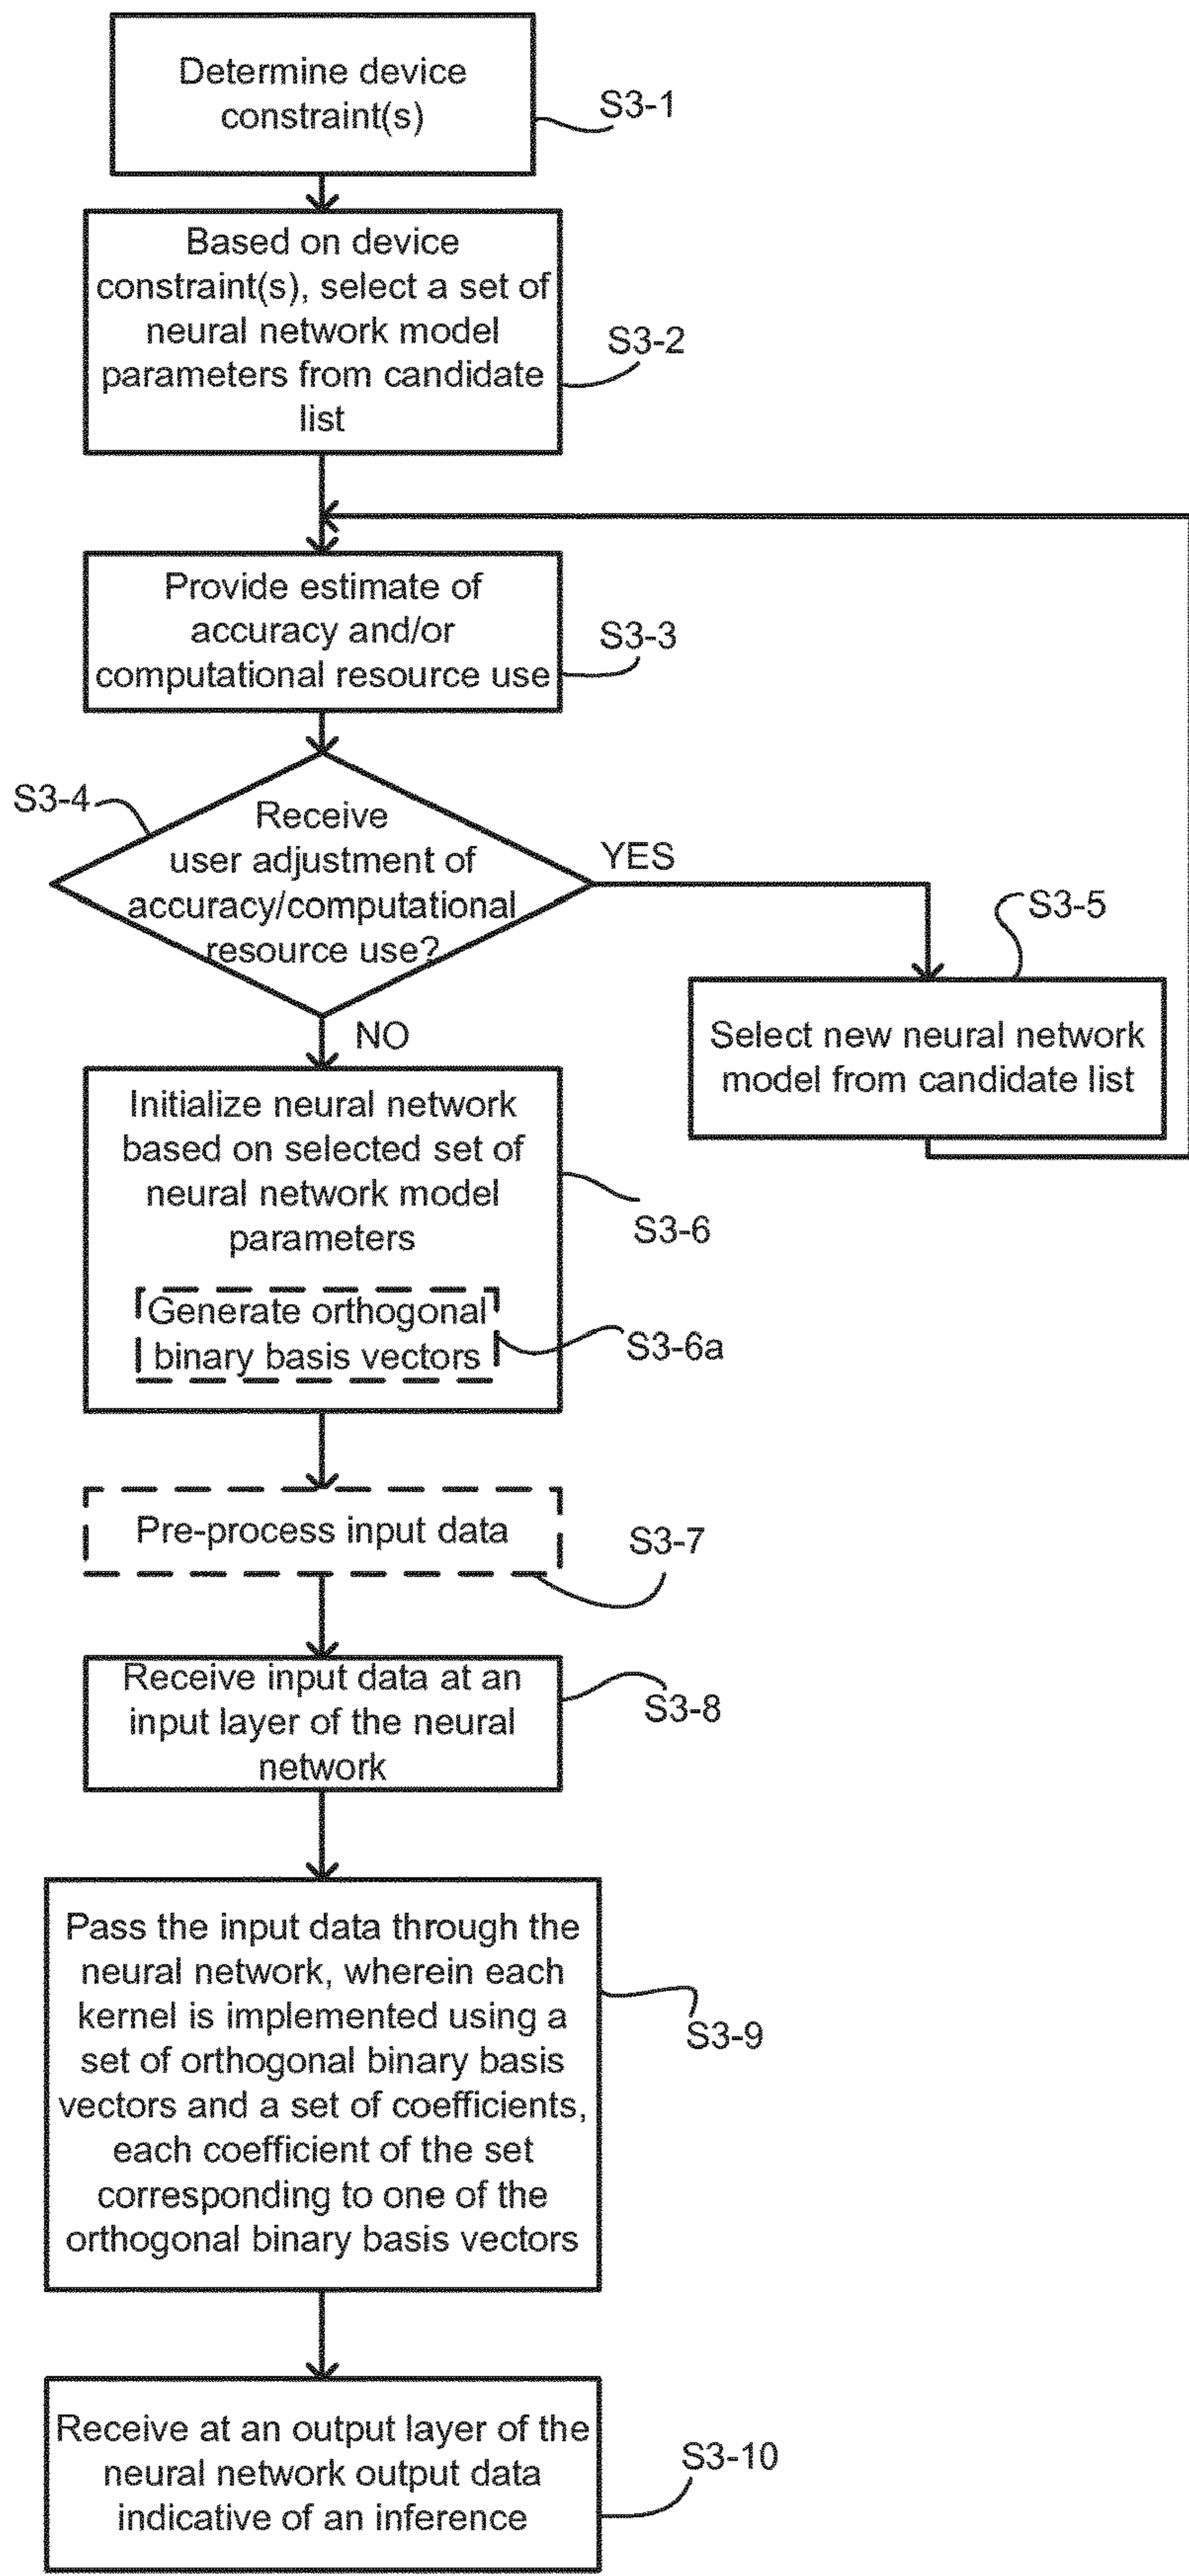 Determine device
constraint(s)
S3-1
Based on device
constraint(s), select a set of
neural network model
parameters from candidate
list
S3-2
Provide estimate of
accuracy and/or
computational resource use
S3-3
S3-4
Receive
user adjustment of
accuracy/computational
resource use?
YES
S3-5
Select new neural network
model from candidate list
NO
Initialize neural network
based on selected set of
neural network model
parameters
S3-6
Generate orthogonal
binary basis vectors
S3-6a
Pre-process input data
S3-7
Receive input data at an
input layer of the neural
network
S3-8
Pass the input data through the
neural network, wherein each
kernel is implemented using a
set of orthogonal binary basis
vectors and a set of coefficients,
each coefficient of the set
corresponding to one of the
orthogonal binary basis vectors
S3-9
Receive at an output layer of the
neural network output data
indicative of an inference
S3-10